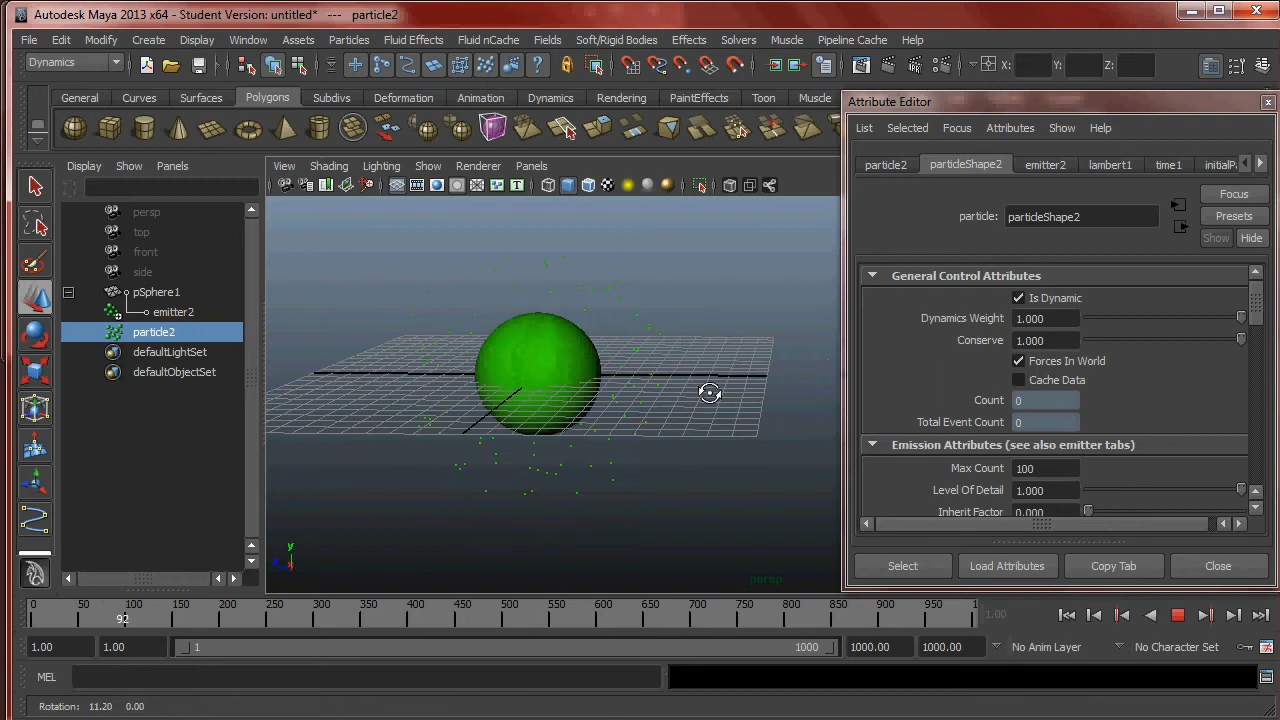 Autodesk Maya 2013 x64 - Student Version: untitled* --- particle2
File Edit Modify Create Display Window Assets Particles Fluid Effects Fluid nCache Fields Soft/Rigid Bodies Effects Solvers Muscle Pipeline Cache Help
Dynamics X: Y: Z:
General Curves Surfaces Polygons Subdivs Deformation Animation Dynamics Rendering PaintEffects Toon Muscle
Attribute Editor
List Selected Focus Attributes Show Help
Display Show Panels
View Shading Lighting Show Renderer Panels
particle2 particleShape2 emitter2 lambert1 time1 initialP
Focus
particle: particleShape2
Presets
Show Hide
persp
top
front
side
pSphere1
emitter2
particle2
defaultLightSet
defaultObjectSet
General Control Attributes
Is Dynamic
Dynamics Weight 1.000
Conserve 1.000
Forces In World
Cache Data
Count 0
Total Event Count 0
Emission Attributes (see also emitter tabs)
Max Count 100
Level Of Detail 1.000
Inherit Factor 0.000
y
persp
Select Load Attributes Copy Tab Close
0 50 100 150 200 250 300 350 400 450 500 550 600 650 700 750 800 850 900 950 1
92
1.00
1.00 1.00 1 1000 1000.00 1000.00 No Anim Layer No Character Set
MEL
Rotation: 11.20 0.00